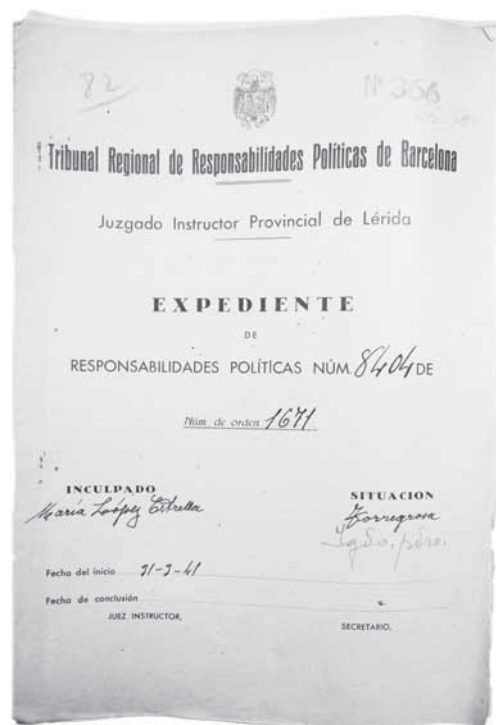 82
Nº 366
Tribunal Regional de Responsabilidades Políticas de Barcelona
Juzgado Instructor Provincial de Lérida
EXPEDIENTE
DE
RESPONSABILIDADES POLÍTICAS NÚM. 8404 DE
Núm de orden 1671
INCULPADO
María Loópez Estrella
SITUACION
Torregrosa
Fecha del inicio 31-3-41
Fecha de conclusión
JUEZ INSTRUCTOR,
SECRETARIO.